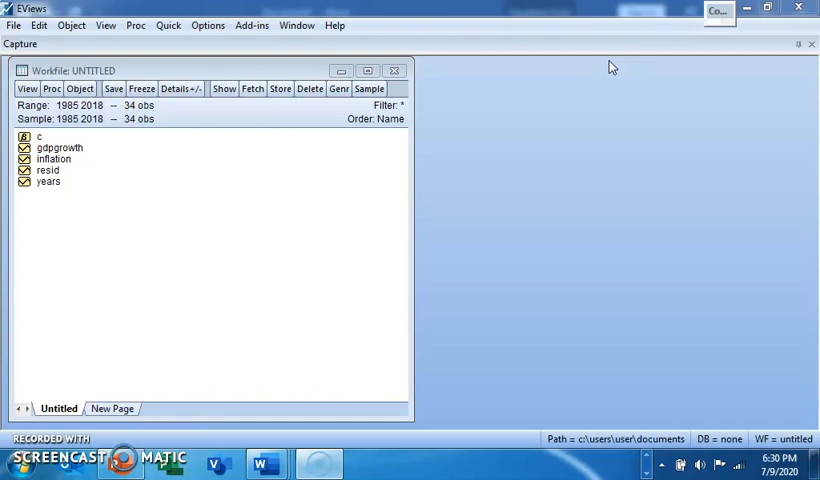 EViews
Co...
File Edit Object View Proc Quick Options Add-ins Window Help
Capture
Workfile: UNTITLED
View Proc Object Save Freeze Details+/- Show Fetch Store Delete Genr Sample
Range: 1985 2018 -- 34 obs Filter: *
Sample: 1985 2018 -- 34 obs Order: Name
c
gdpgrowth
inflation
resid
years
Untitled New Page
RECORDED WITH
SCREENCAST MATIC
Path = c:\users\user\documents DB = none WF = untitled
6:30 PM
7/9/2020